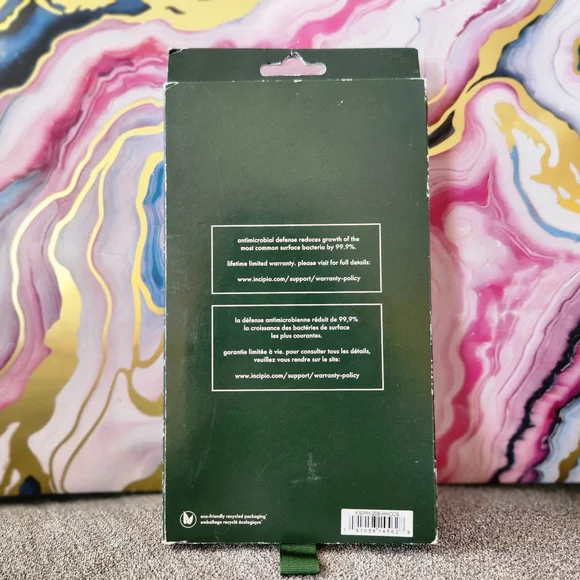 antimicrobial defense reduces growth of the
most common surface bacteria by 99.9%.
lifetime limited warranty. please visit for full details:
www.incipio.com/support/warranty-policy
la défense antimicrobienne réduit de 99,9%
la croissance des bactéries de surface
les plus courantes.
garantie limitée à vie. pour consulter tous les détails,
veuillez vous rendre sur le site:
www.incipio.com/support/warranty-policy
eco-friendly recycled packaging
emballage recyclé écologique